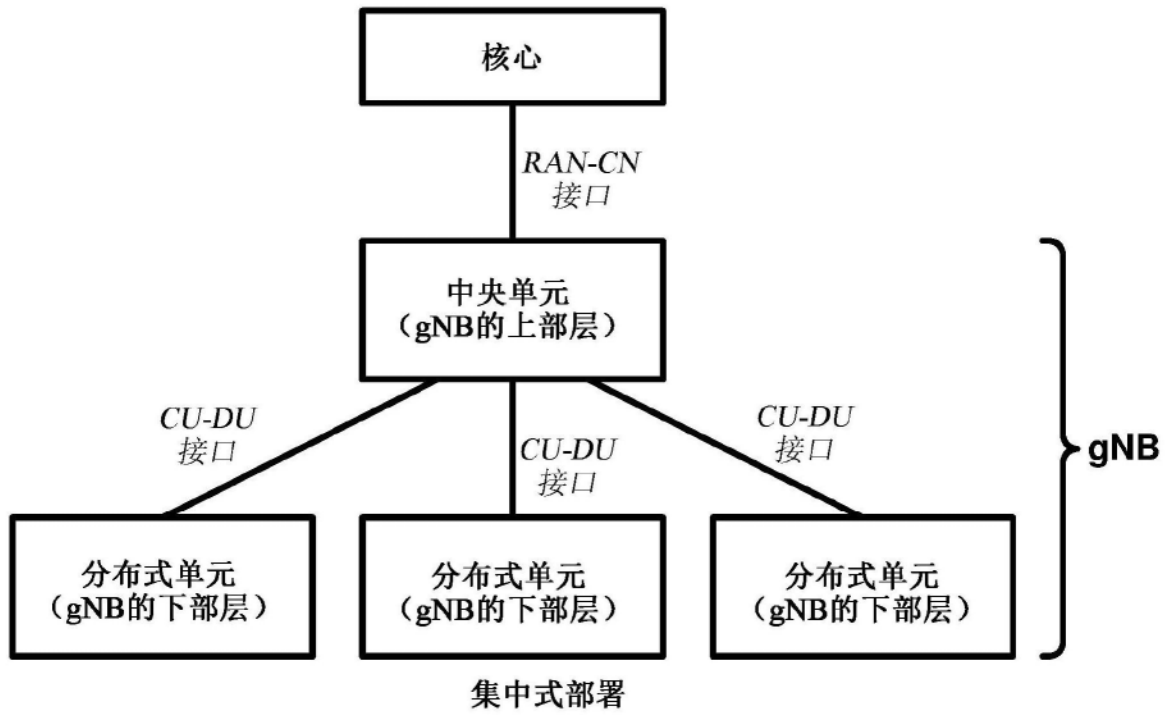 核心
RAN-CN
接口
中央单元
（gNB的上部层）
CU-DU
接口
CU-DU
接口
CU-DU
接口
gNB
分布式单元
（gNB的下部层）
分布式单元
（gNB的下部层）
分布式单元
（gNB的下部层）
集中式部署